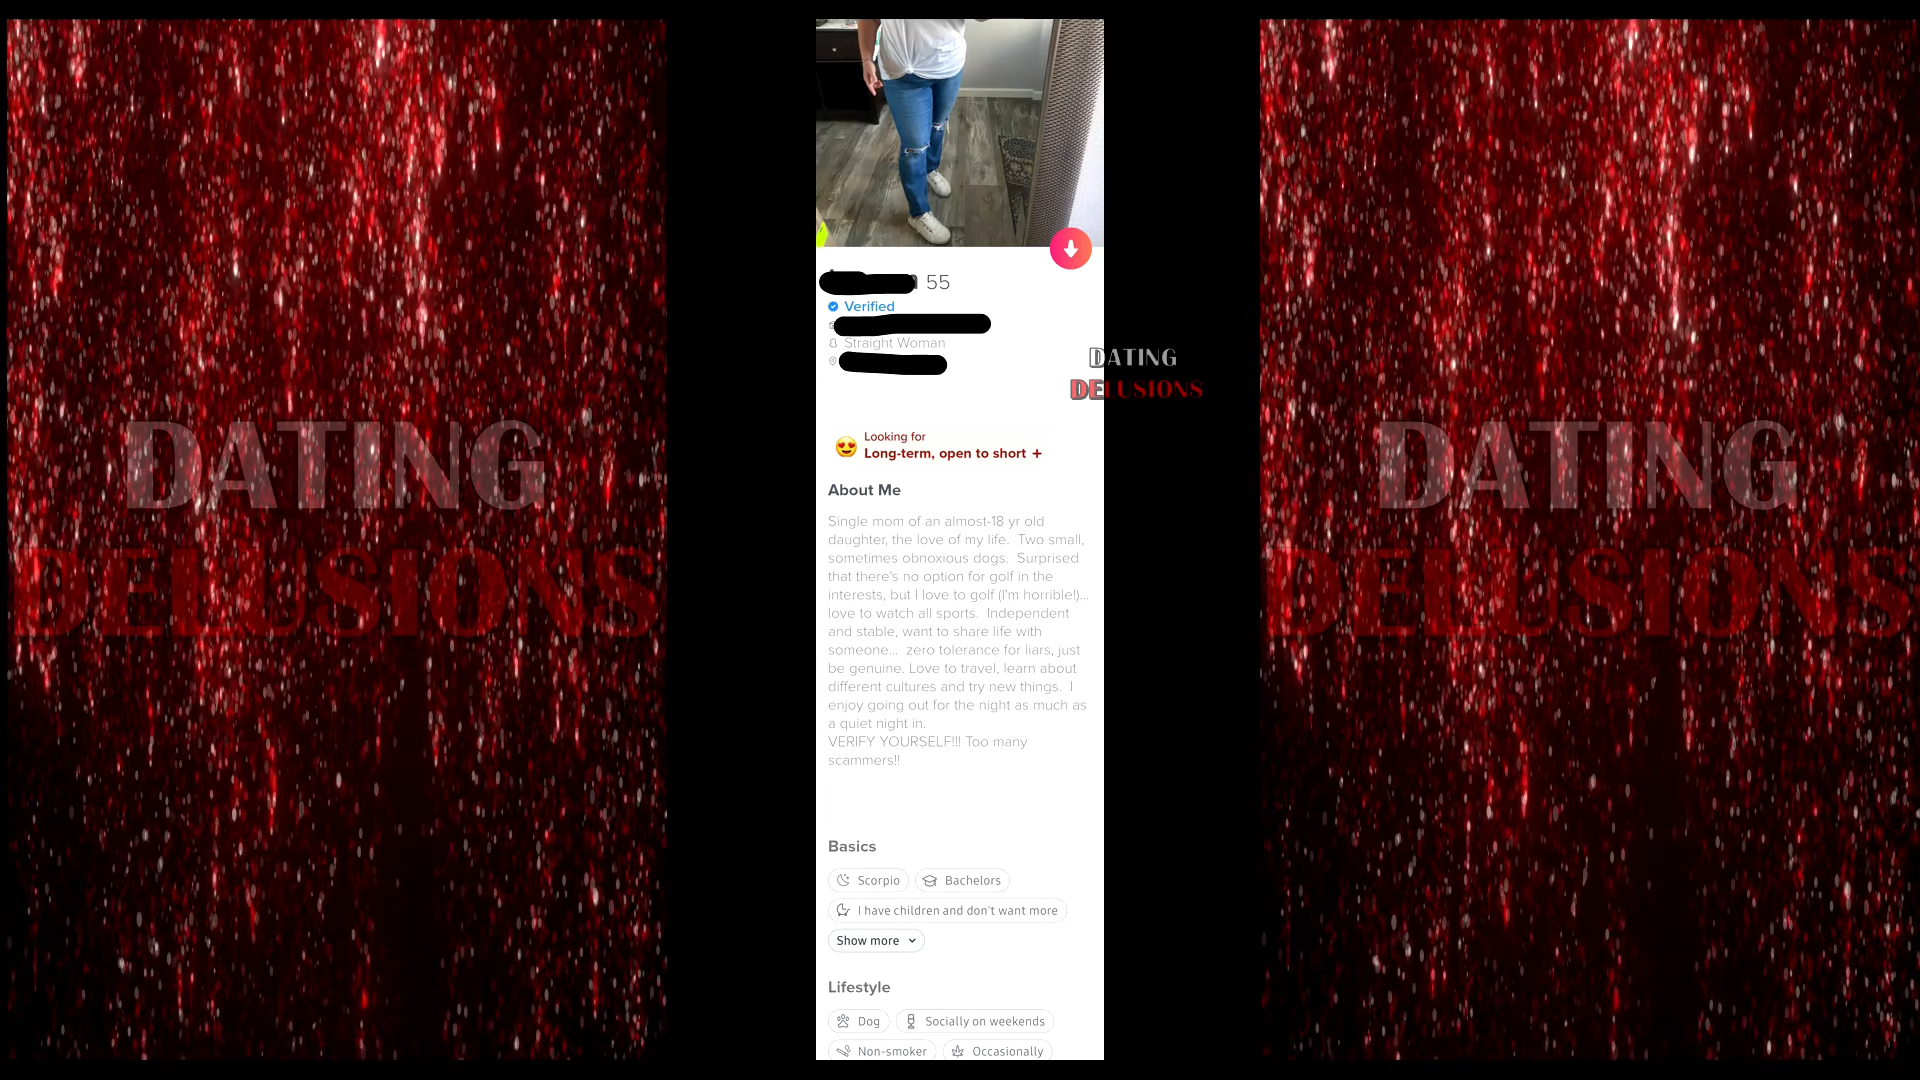 55
Verified
Straight Woman
DATING
DELUSIONS
Looking for
Long-term, open to short +
About Me
Single mom of an almost-18 yr old
daughter, the love of my life. Two small,
sometimes obnoxious dogs. Surprised
that there's no option for golf in the
interests, but I love to golf (I'm horrible!)...
love to watch all sports. Independent
and stable, want to share life with
someone... zero tolerance for liars, just
be genuine. Love to travel, learn about
different cultures and try new things. I
enjoy going out for the night as much as
a quiet night in.
VERIFY YOURSELF!!! Too many
scammers!!
Basics
Scorpio Bachelors
I have children and don't want more
Show more
Lifestyle
Dog Socially on weekends
Non-smoker Occasionally
DATING
DELUSIONS
DATING
DELUSIONS